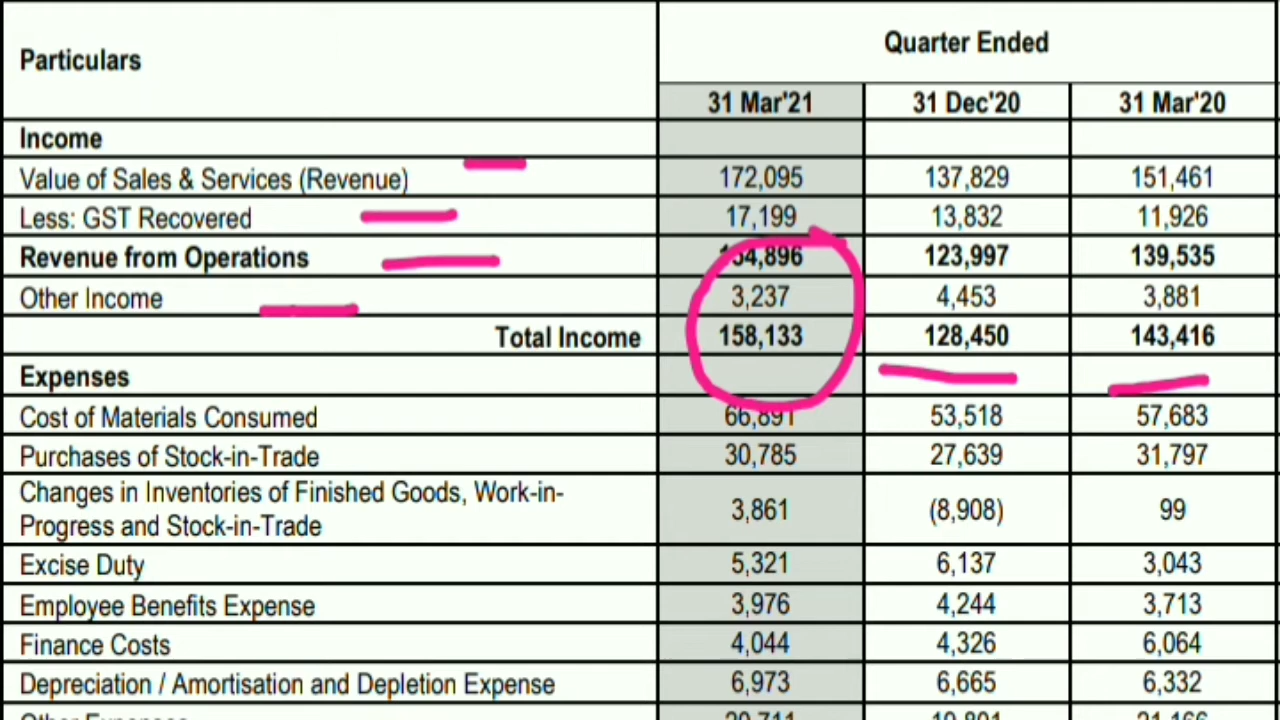 Particulars Quarter Ended
31 Mar'21 31 Dec'20 31 Mar'20
Income
Value of Sales & Services (Revenue) 172,095 137,829 151,461
Less: GST Recovered 17,199 13,832 11,926
Revenue from Operations 154,896 123,997 139,535
Other Income 3,237 4,453 3,881
Total Income 158,133 128,450 143,416
Expenses
Cost of Materials Consumed 66,891 53,518 57,683
Purchases of Stock-in-Trade 30,785 27,639 31,797
Changes in Inventories of Finished Goods, Work-in-
Progress and Stock-in-Trade 3,861 (8,908) 99
Excise Duty 5,321 6,137 3,043
Employee Benefits Expense 3,976 4,244 3,713
Finance Costs 4,044 4,326 6,064
Depreciation / Amortisation and Depletion Expense 6,973 6,665 6,332